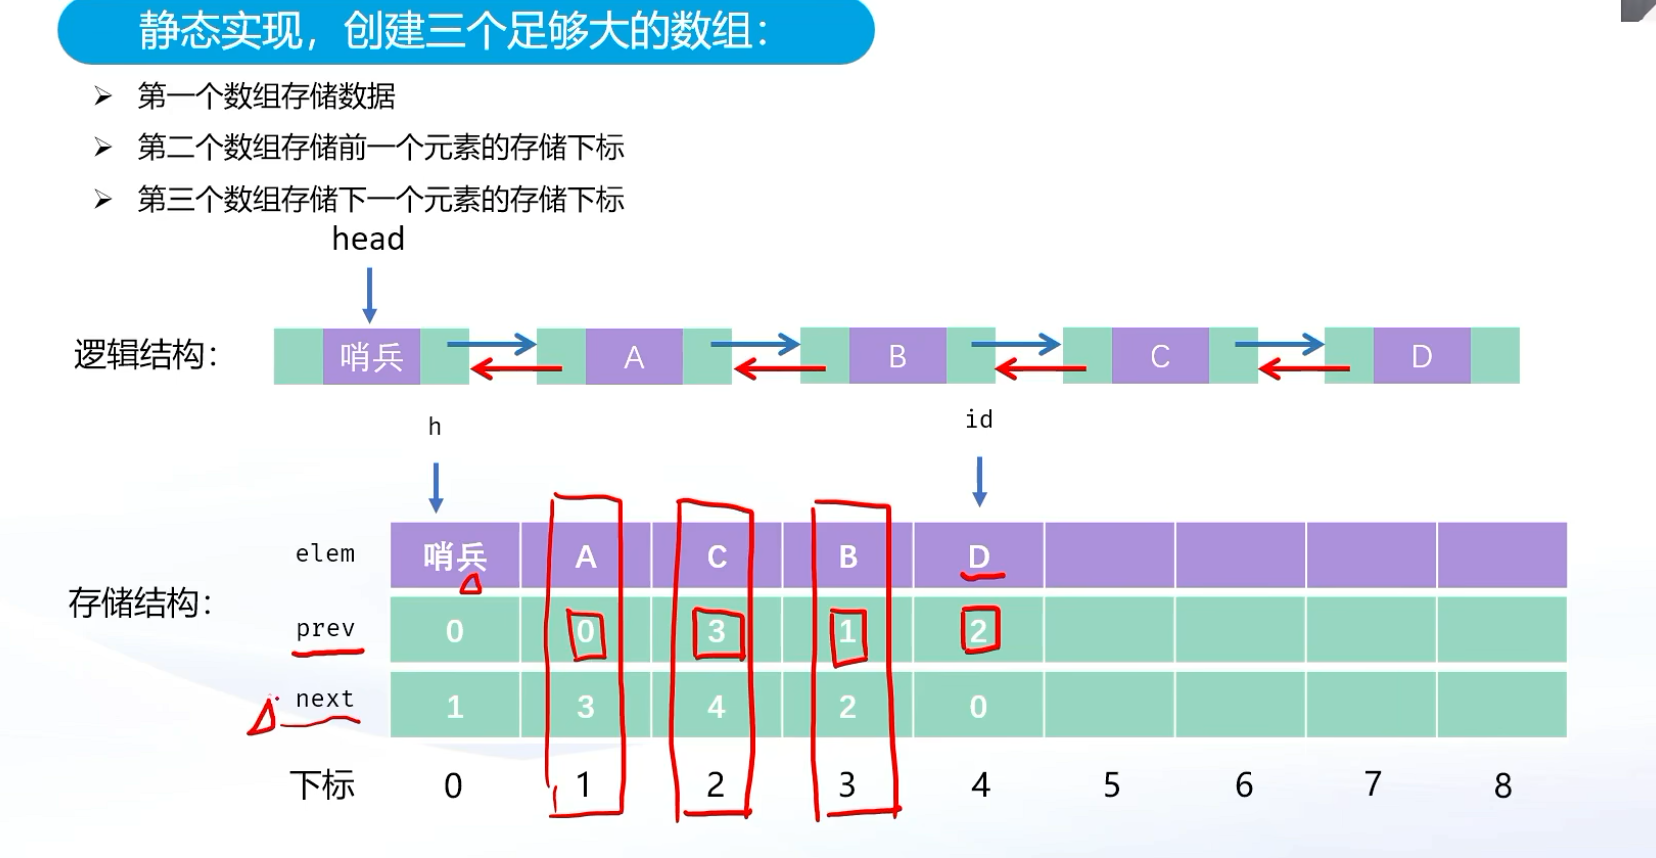 静态实现，创建三个足够大的数组：
➢ 第一个数组存储数据
➢ 第二个数组存储前一个元素的存储下标
➢ 第三个数组存储下一个元素的存储下标
head
逻辑结构： 哨兵 A B C D
h id
存储结构：
elem 哨兵 A C B D
prev 0 0 3 1 2
next 1 3 4 2 0
下标 0 1 2 3 4 5 6 7 8